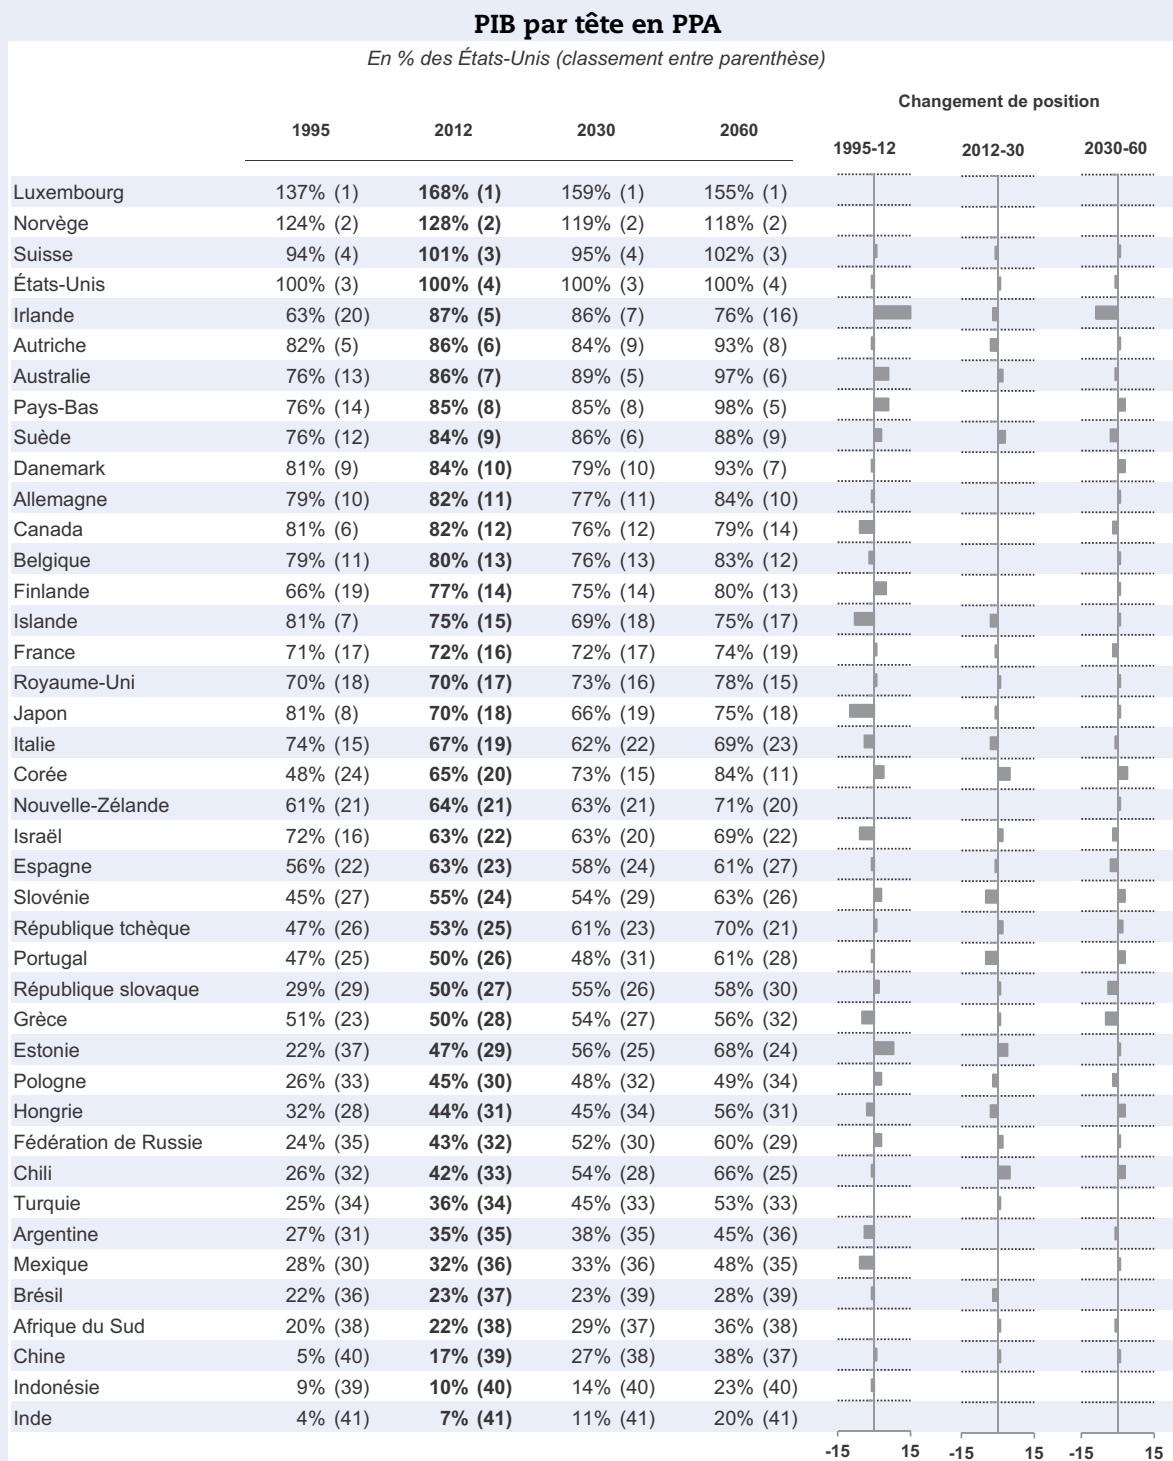 PIB par tête en PPA
En % des États-Unis (classement entre parenthèse)
Changement de position
1995 2012 2030 2060 1995-12 2012-30 2030-60
Luxembourg 137% (1) 168% (1) 159% (1) 155% (1)
Norvège 124% (2) 128% (2) 119% (2) 118% (2)
Suisse 94% (4) 101% (3) 95% (4) 102% (3)
États-Unis 100% (3) 100% (4) 100% (3) 100% (4)
Irlande 63% (20) 87% (5) 86% (7) 76% (16)
Autriche 82% (5) 86% (6) 84% (9) 93% (8)
Australie 76% (13) 86% (7) 89% (5) 97% (6)
Pays-Bas 76% (14) 85% (8) 85% (8) 98% (5)
Suède 76% (12) 84% (9) 86% (6) 88% (9)
Danemark 81% (9) 84% (10) 79% (10) 93% (7)
Allemagne 79% (10) 82% (11) 77% (11) 84% (10)
Canada 81% (6) 82% (12) 76% (12) 79% (14)
Belgique 79% (11) 80% (13) 76% (13) 83% (12)
Finlande 66% (19) 77% (14) 75% (14) 80% (13)
Islande 81% (7) 75% (15) 69% (18) 75% (17)
France 71% (17) 72% (16) 72% (17) 74% (19)
Royaume-Uni 70% (18) 70% (17) 73% (16) 78% (15)
Japon 81% (8) 70% (18) 66% (19) 75% (18)
Italie 74% (15) 67% (19) 62% (22) 69% (23)
Corée 48% (24) 65% (20) 73% (15) 84% (11)
Nouvelle-Zélande 61% (21) 64% (21) 63% (21) 71% (20)
Israël 72% (16) 63% (22) 63% (20) 69% (22)
Espagne 56% (22) 63% (23) 58% (24) 61% (27)
Slovénie 45% (27) 55% (24) 54% (29) 63% (26)
République tchèque 47% (26) 53% (25) 61% (23) 70% (21)
Portugal 47% (25) 50% (26) 48% (31) 61% (28)
République slovaque 29% (29) 50% (27) 55% (26) 58% (30)
Grèce 51% (23) 50% (28) 54% (27) 56% (32)
Estonie 22% (37) 47% (29) 56% (25) 68% (24)
Pologne 26% (33) 45% (30) 48% (32) 49% (34)
Hongrie 32% (28) 44% (31) 45% (34) 56% (31)
Fédération de Russie 24% (35) 43% (32) 52% (30) 60% (29)
Chili 26% (32) 42% (33) 54% (28) 66% (25)
Turquie 25% (34) 36% (34) 45% (33) 53% (33)
Argentine 27% (31) 35% (35) 38% (35) 45% (36)
Mexique 28% (30) 32% (36) 33% (36) 48% (35)
Brésil 22% (36) 23% (37) 23% (39) 28% (39)
Afrique du Sud 20% (38) 22% (38) 29% (37) 36% (38)
Chine 5% (40) 17% (39) 27% (38) 38% (37)
Indonésie 9% (39) 10% (40) 14% (40) 23% (40)
Inde 4% (41) 7% (41) 11% (41) 20% (41)
-15 15 -15 15 -15 15